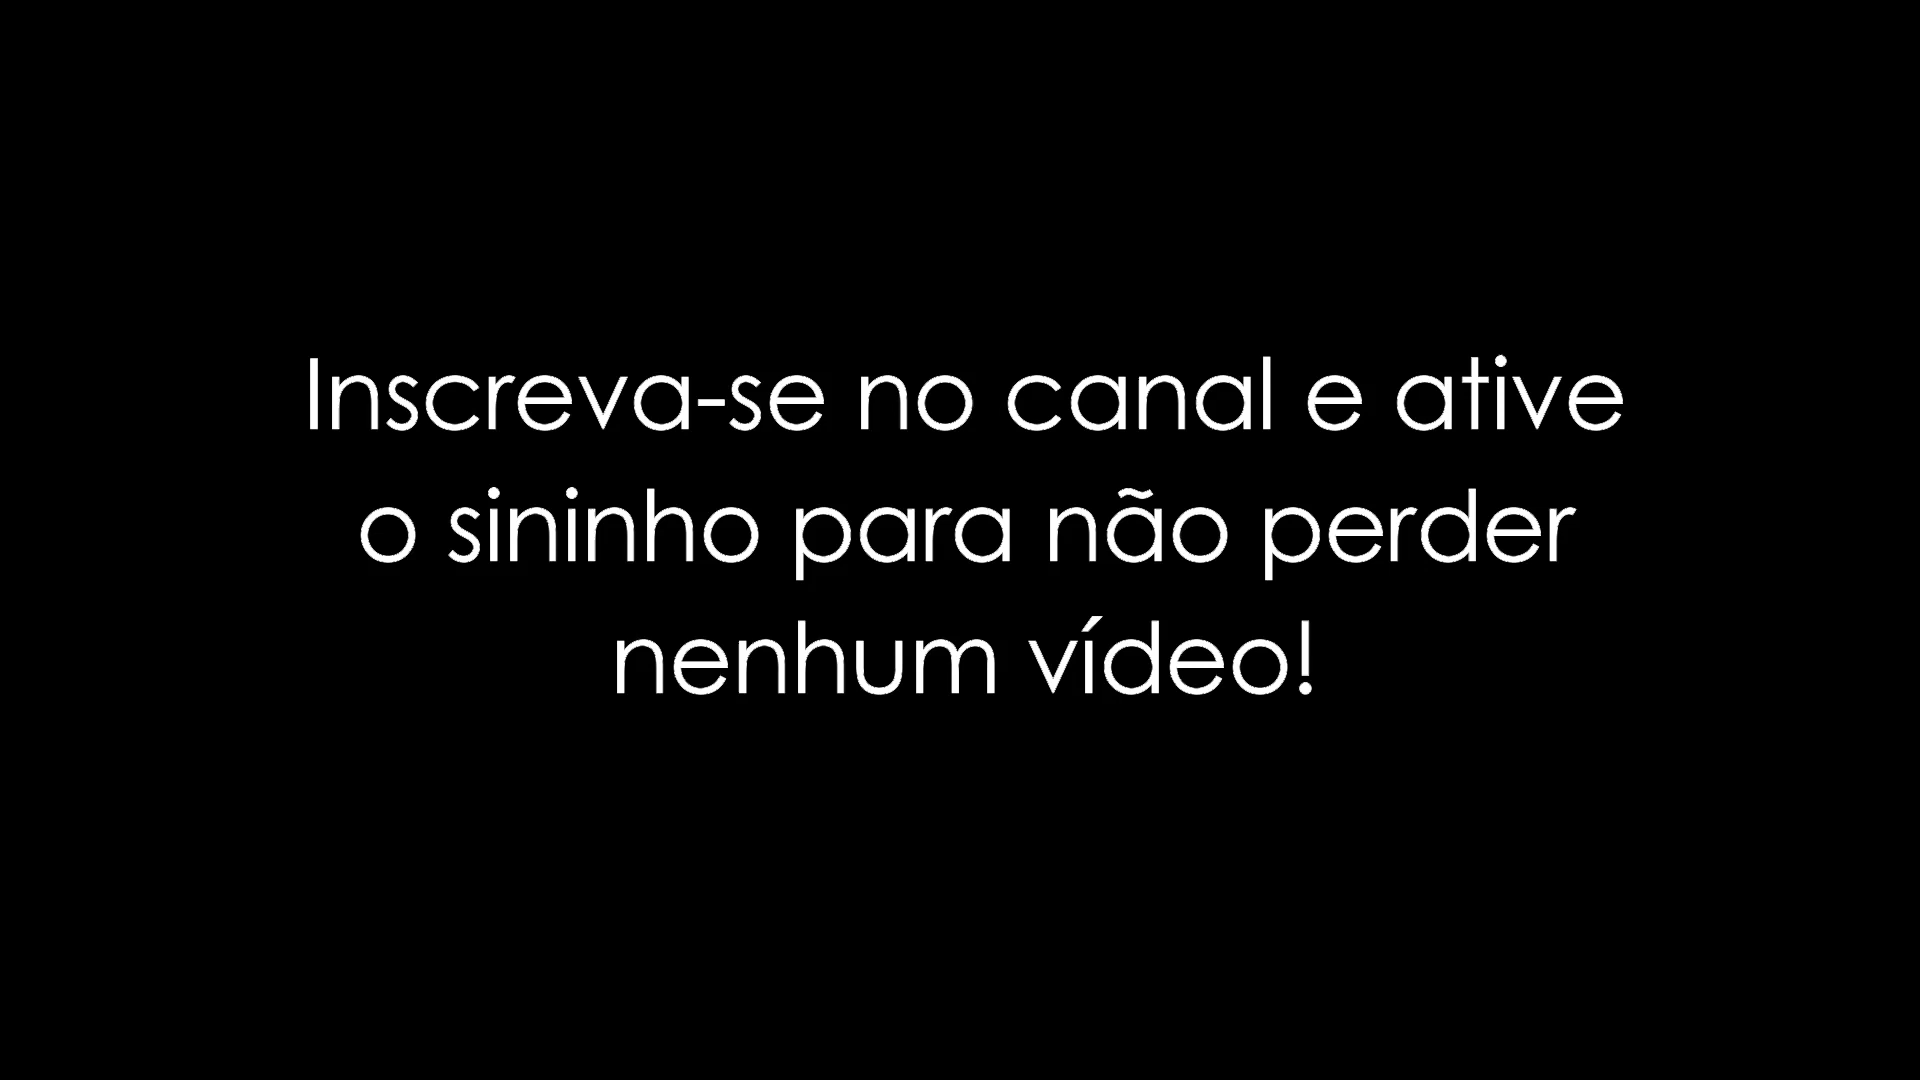 Inscreva-se no canal e ative
o sininho para não perder
nenhum vídeo!